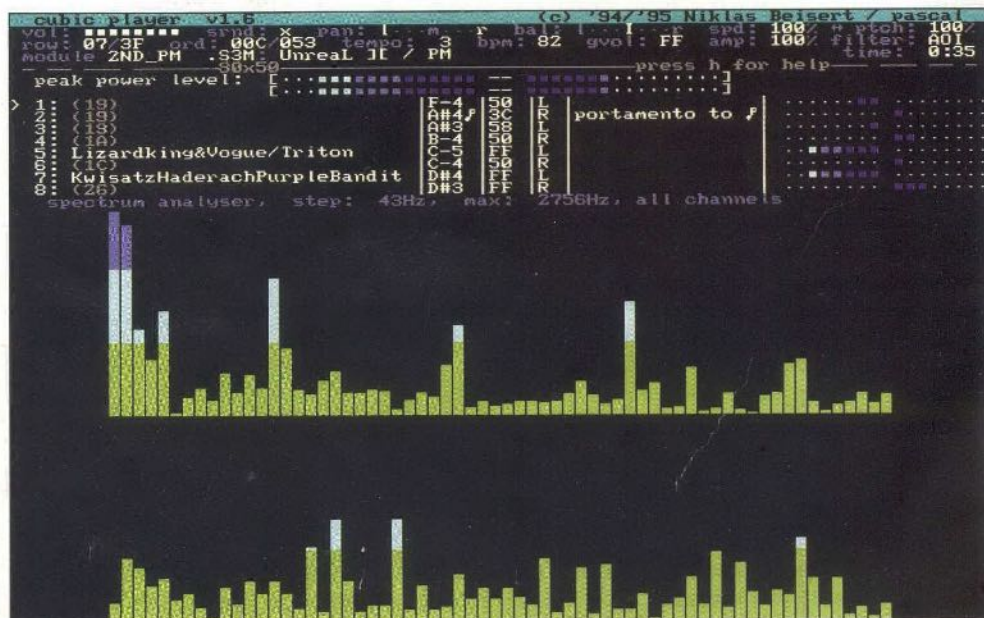 cubic player v1.6 (c) '94/'95 Niklas Beisert / pascal
vol: srnd: x pan: l m r bal: l I r spd: 100% ptch: 100%
row: 07/3F ord: 00C/053 tempo: 3 bpm: 82 gvol: FF amp: 100% filter: AOI
module 2ND_PM .S3M: UnreaL ][ / PM time: 0:35
80x50 press h for help
peak power level:
> 1: (19) F-4 50 L
2: (19) A#4 3C R portamento to
3: (19) A#3 58 L
4: (1A) B-4 50 R
5: Lizardking&Vogue/Triton C-5 FF L
6: (1C) C-4 50 R
7: KwisatzHaderachPurpleBandit D#4 FF L
8: (26) D#3 FF R
spectrum analyser, step: 43Hz, max: 2756Hz, all channels